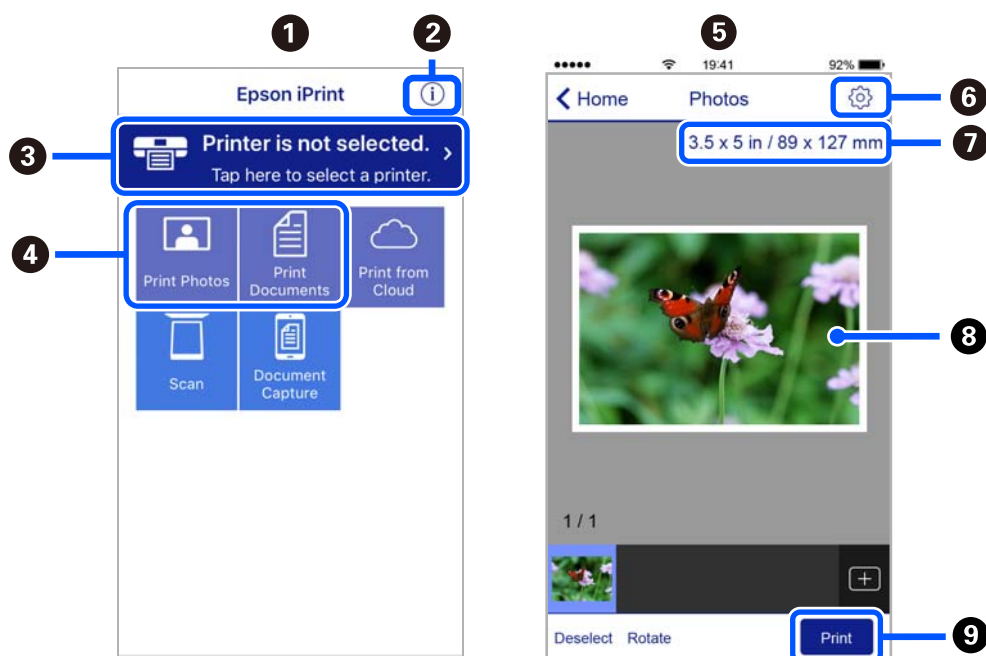 1
2
Epson iPrint
i
3
Printer is not selected.
Tap here to select a printer.
4
Print Photos
Print
Documents
Print from
Cloud
Scan
Document
Capture
5
19:41
92%
Home
Photos
6
3.5 x 5 in / 89 x 127 mm
7
8
1 / 1
Deselect
Rotate
Print
9